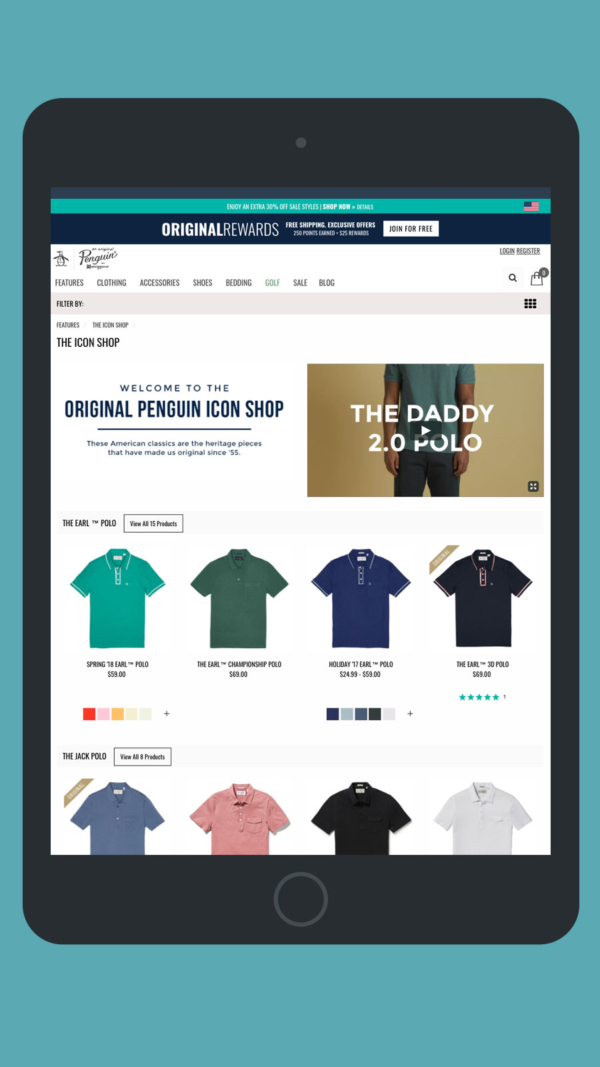 ENJOY AN EXTRA 30% OFF SALE STYLES | SHOP NOW » DETAILS
ORIGINALREWARDS
FREE SHIPPING. EXCLUSIVE OFFERS
250 POINTS EARNED = $25 REWARDS
JOIN FOR FREE
LOGIN REGISTER
an original
Penguin
0
FEATURES CLOTHING ACCESSORIES SHOES BEDDING GOLF SALE BLOG
FILTER BY:
FEATURES / THE ICON SHOP /
THE ICON SHOP
WELCOME TO THE
ORIGINAL PENGUIN ICON SHOP
These American classics are the heritage pieces
that have made us original since '55.
THE DADDY
2.0 POLO
THE EARL ™ POLO View All 15 Products
SPRING '18 EARL™ POLO
$59.00
THE EARL™ CHAMPIONSHIP POLO
$69.00
HOLIDAY '17 EARL™ POLO
$24.99 - $59.00
THE EARL™ 3D POLO
$69.00
1
+
+
THE JACK POLO View All 8 Products